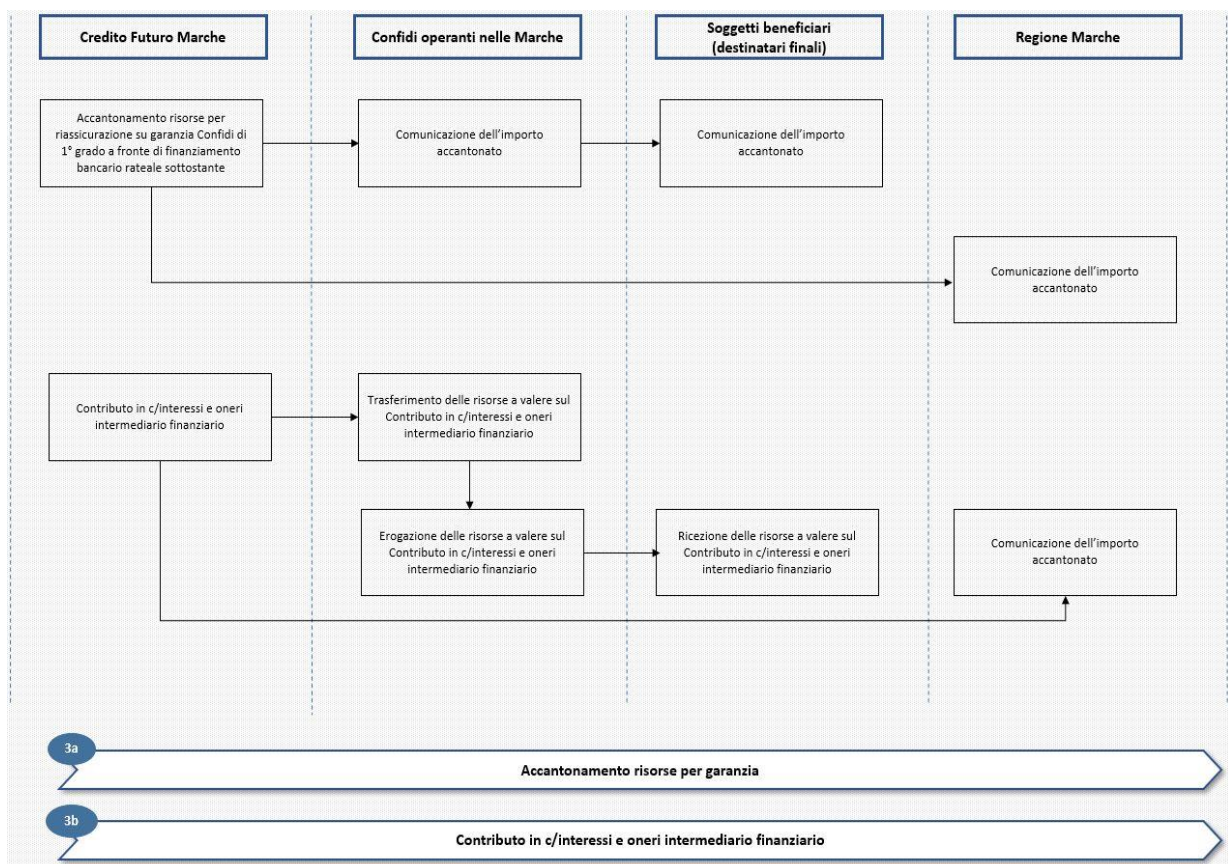 Credito Futuro Marche
Confidi operanti nelle Marche
Soggetti beneficiari
(destinatari finali)
Regione Marche
Accantonamento risorse per
riassicurazione su garanzia Confidi di
1° grado a fronte di finanziamento
bancario rateale sottostante
Comunicazione dell'importo
accantonato
Comunicazione dell'importo
accantonato
Comunicazione dell'importo
accantonato
Contributo in c/interessi e oneri
intermediario finanziario
Trasferimento delle risorse a valere sul
Contributo in c/interessi e oneri
intermediario finanziario
Erogazione delle risorse a valere sul
Contributo in c/interessi e oneri
intermediario finanziario
Ricezione delle risorse a valere sul
Contributo in c/interessi e oneri
intermediario finanziario
Comunicazione dell'importo
accantonato
3a
Accantonamento risorse per garanzia
3b
Contributo in c/interessi e oneri intermediario finanziario